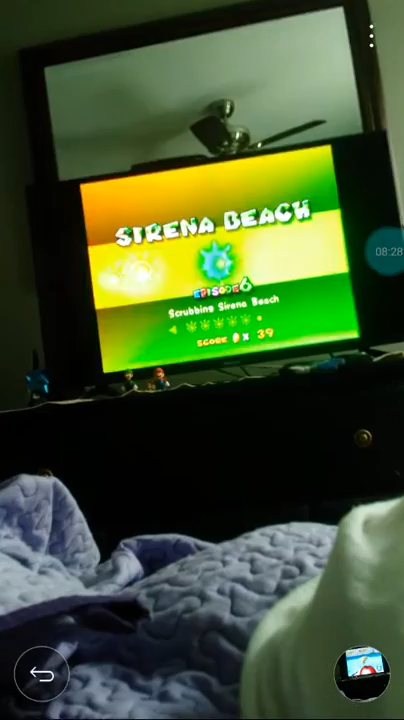 08:28
SIRENA BEACH
EPISODE 6
Scrubbing Sirena Beach
SCORE x 39